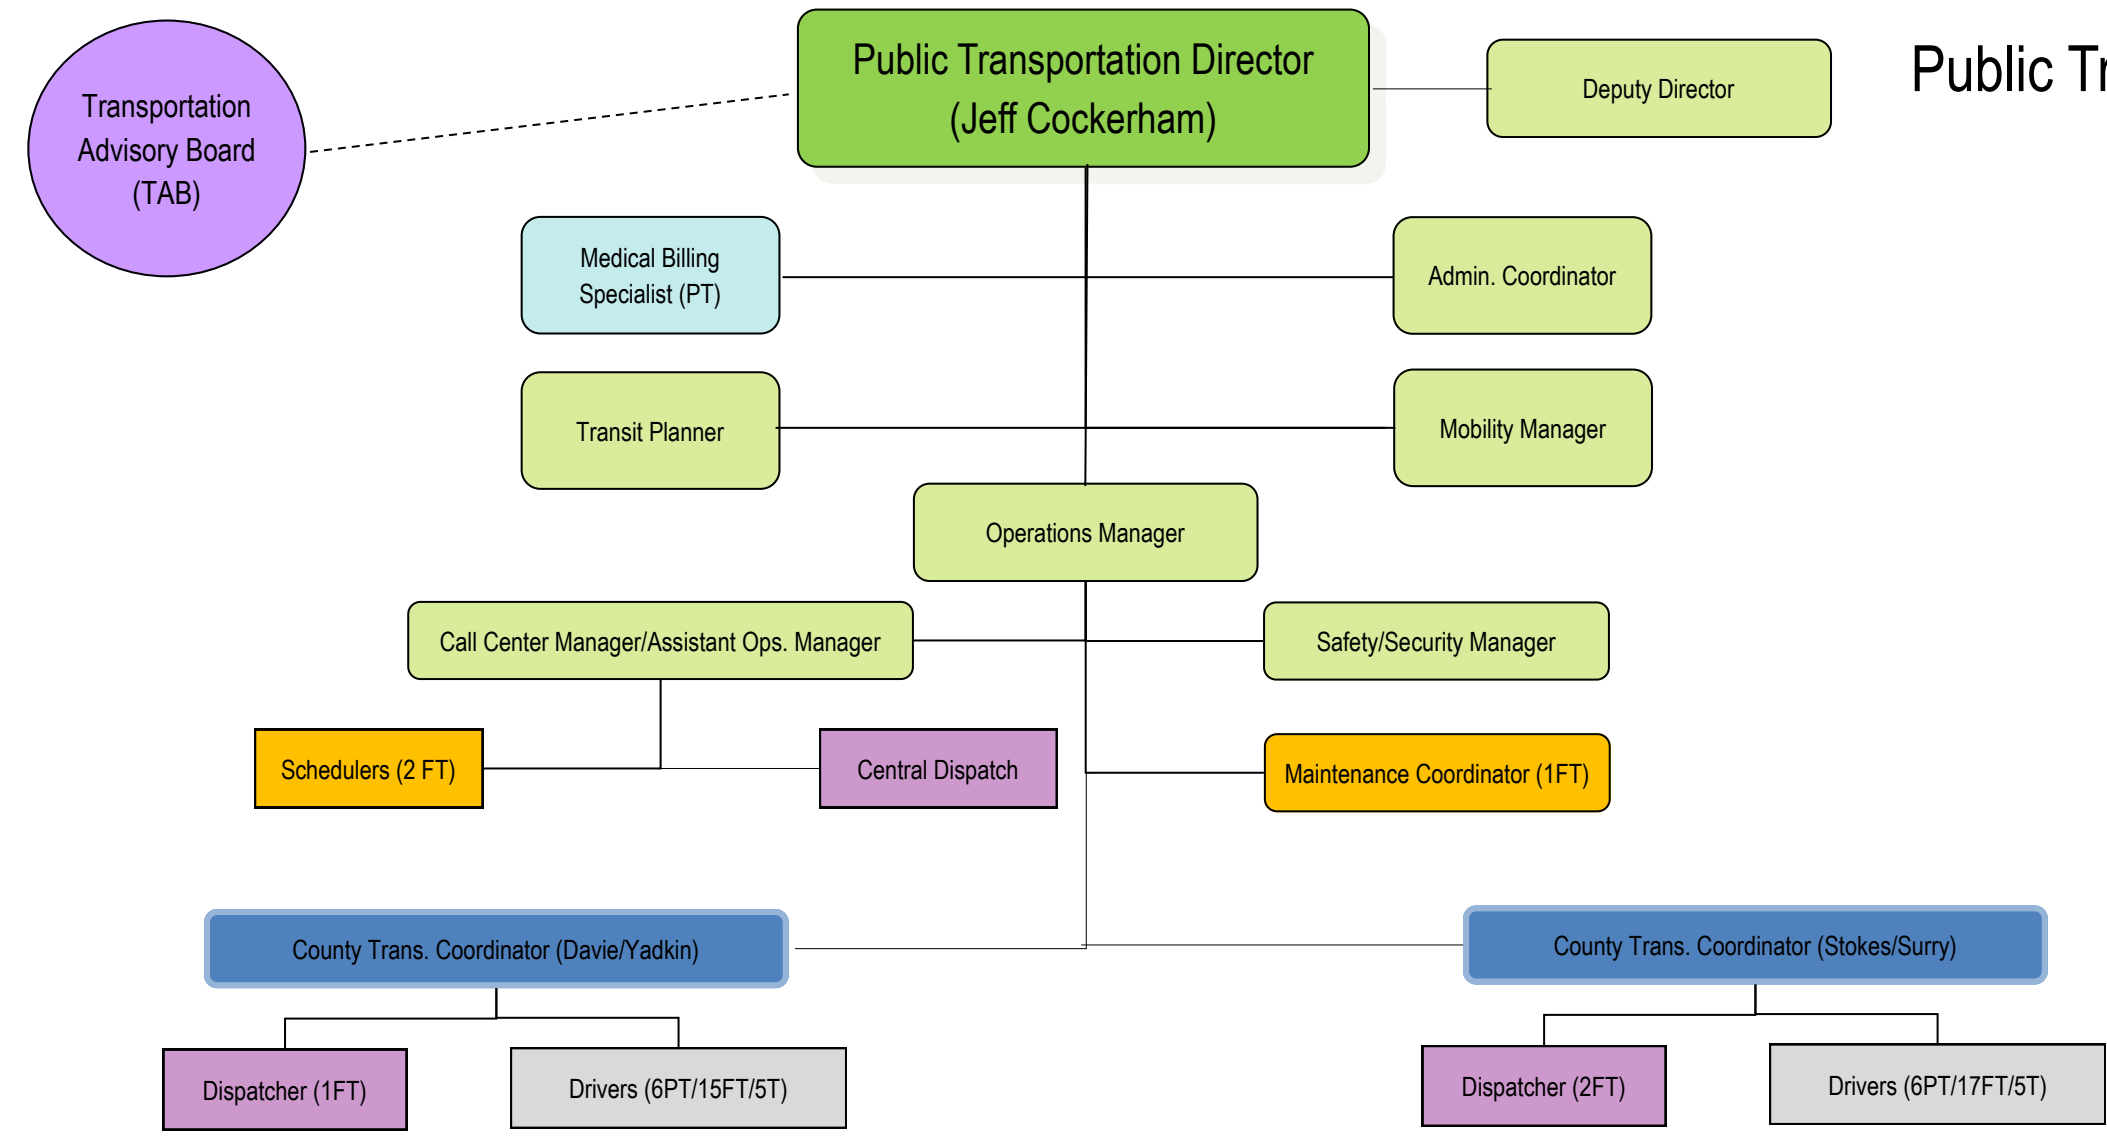 Public Transportation Director
(Jeff Cockerham)
Deputy Director
Public Tr
Transportation
Advisory Board
(TAB)
Medical Billing
Specialist (PT)
Admin. Coordinator
Transit Planner
Mobility Manager
Operations Manager
Call Center Manager/Assistant Ops. Manager
Safety/Security Manager
Schedulers (2 FT)
Central Dispatch
Maintenance Coordinator (1FT)
County Trans. Coordinator (Davie/Yadkin)
County Trans. Coordinator (Stokes/Surry)
Dispatcher (1FT)
Drivers (6PT/15FT/5T)
Dispatcher (2FT)
Drivers (6PT/17FT/5T)